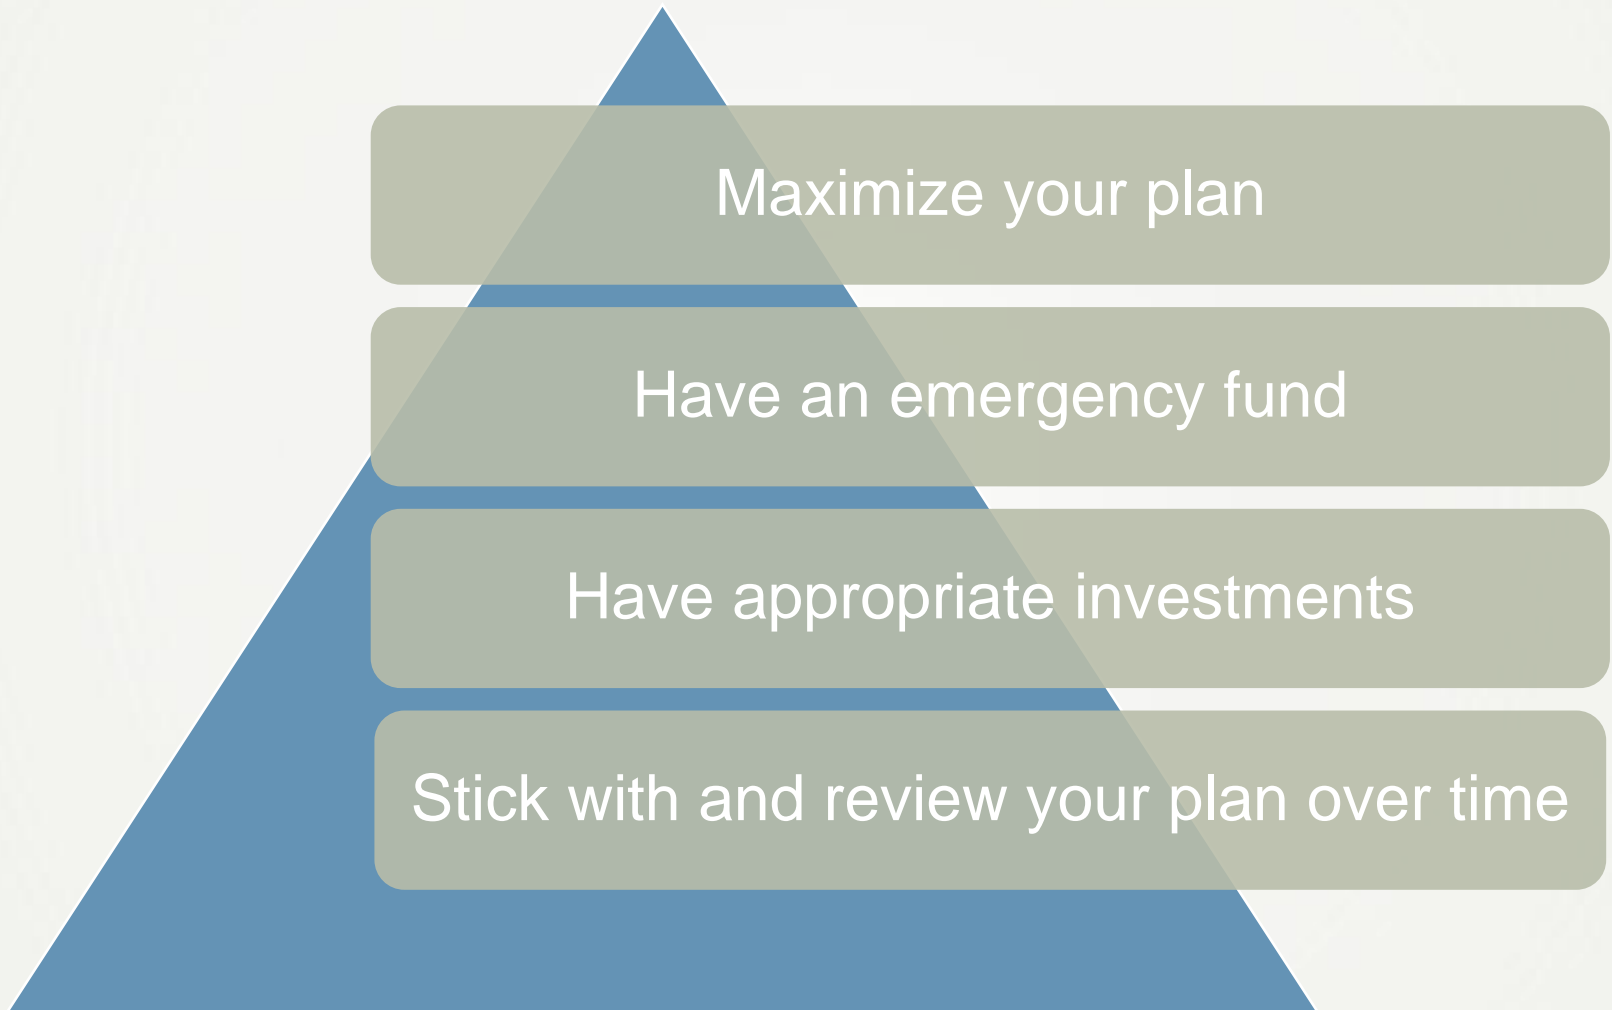 Maximize your plan
Have an emergency fund
Have appropriate investments
Stick with and review your plan over time